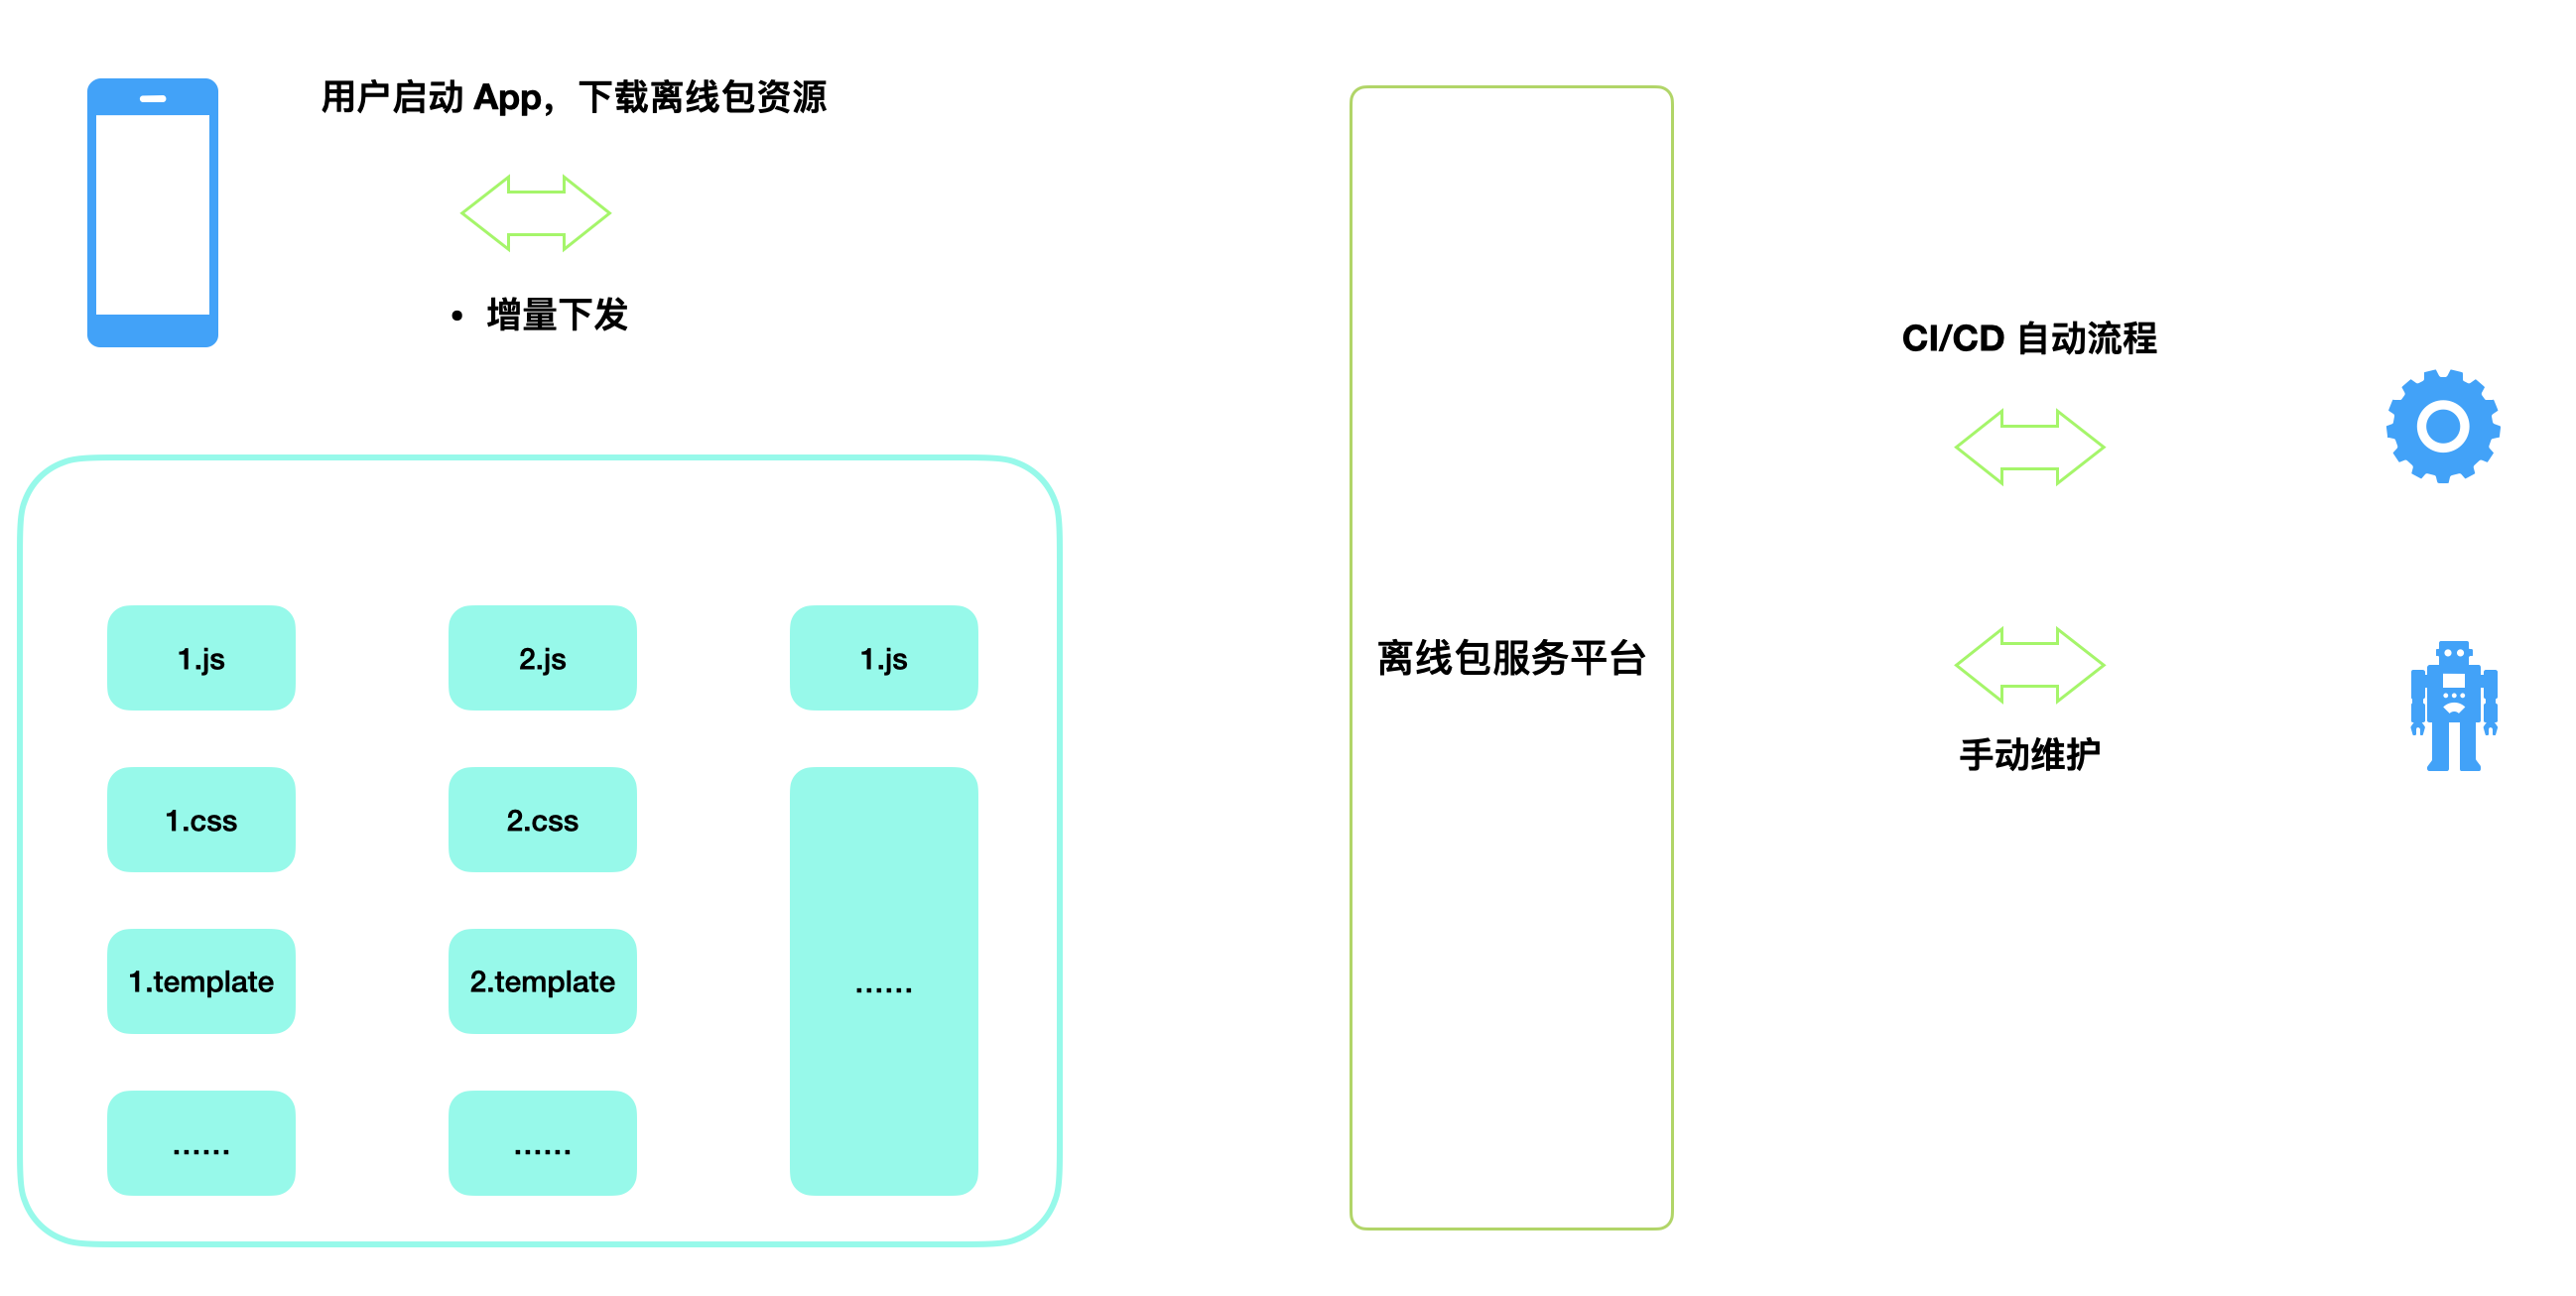 用户启动 App，下载离线包资源
• 增量下发
1.js
2.js
1.js
1.css
2.css
1.template
2.template
......
......
......
离线包服务平台
CI/CD 自动流程
手动维护